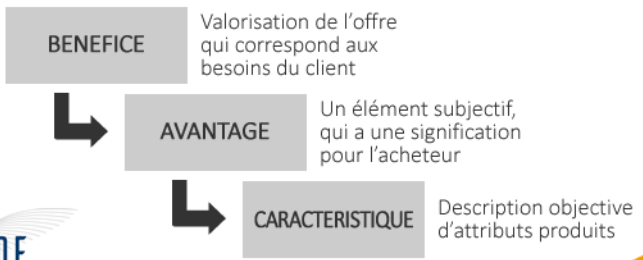 BENEFICE
Valorisation de l’offre
qui correspond aux
besoins du client
AVANTAGE
Un élément subjectif,
qui a une signification
pour l’acheteur
CARACTERISTIQUE
Description objective
d’attributs produits